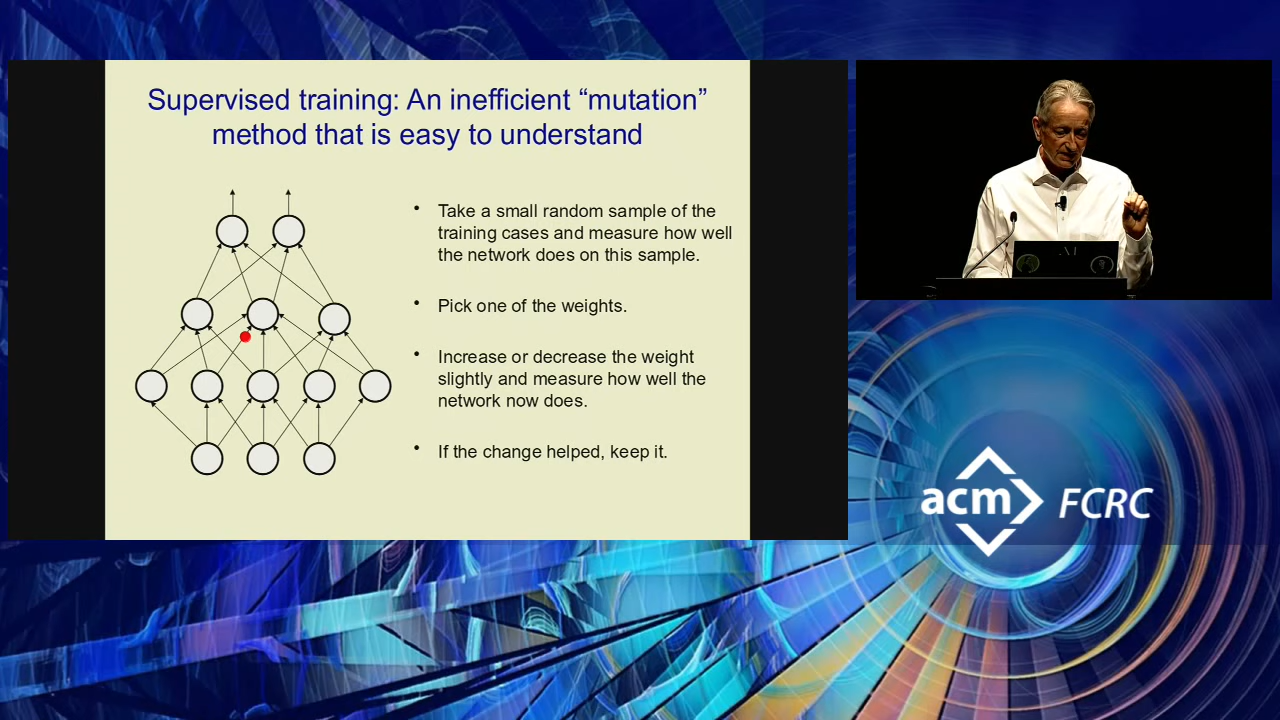 Supervised training: An inefficient “mutation”
method that is easy to understand
• Take a small random sample of the
training cases and measure how well
the network does on this sample.
• Pick one of the weights.
• Increase or decrease the weight
slightly and measure how well the
network now does.
• If the change helped, keep it.
acm FCRC